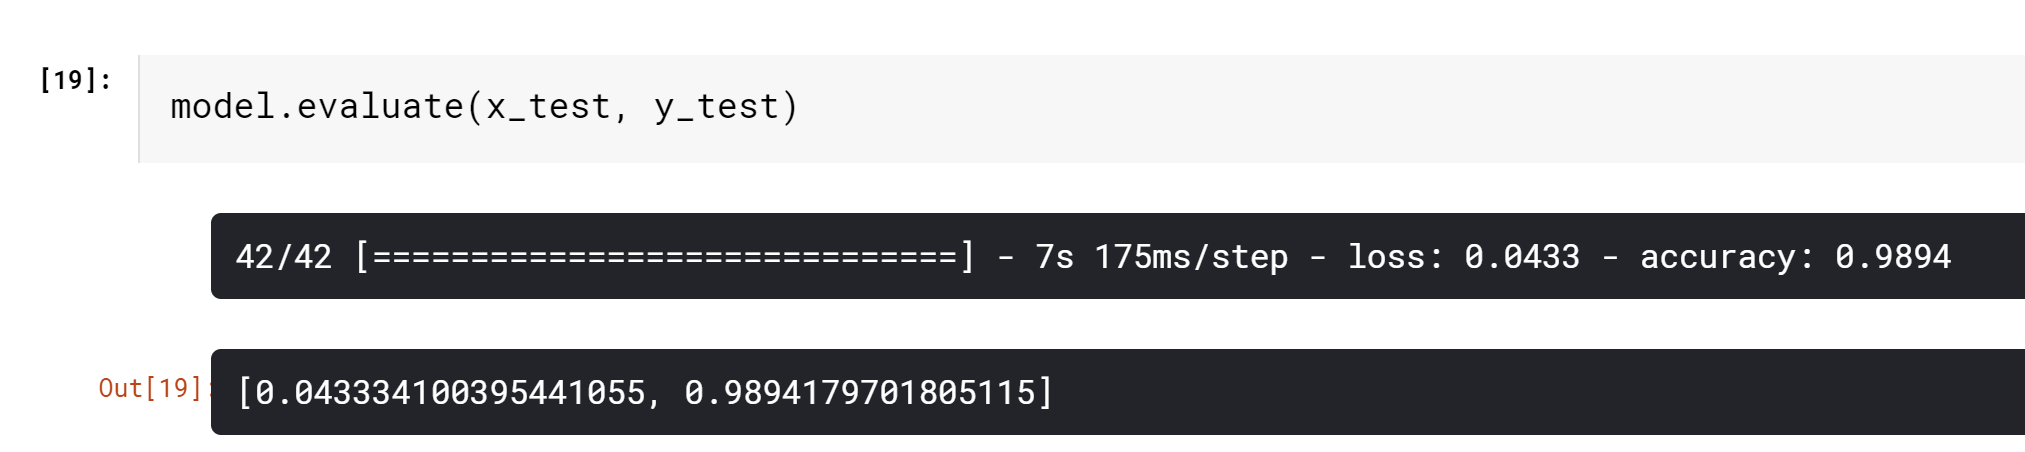 [19]:
model.evaluate(x_test, y_test)
42/42 [==============================] - 7s 175ms/step - loss: 0.0433 - accuracy: 0.9894
Out[19]:
[0.043334100395441055, 0.9894179701805115]